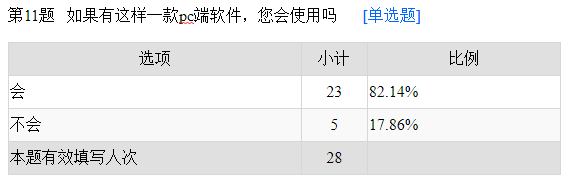 第11题 如果有这样一款pc端软件，您会使用吗 [单选题]
选项 小计 比例
会 23 82.14%
不会 5 17.86%
本题有效填写人次 28